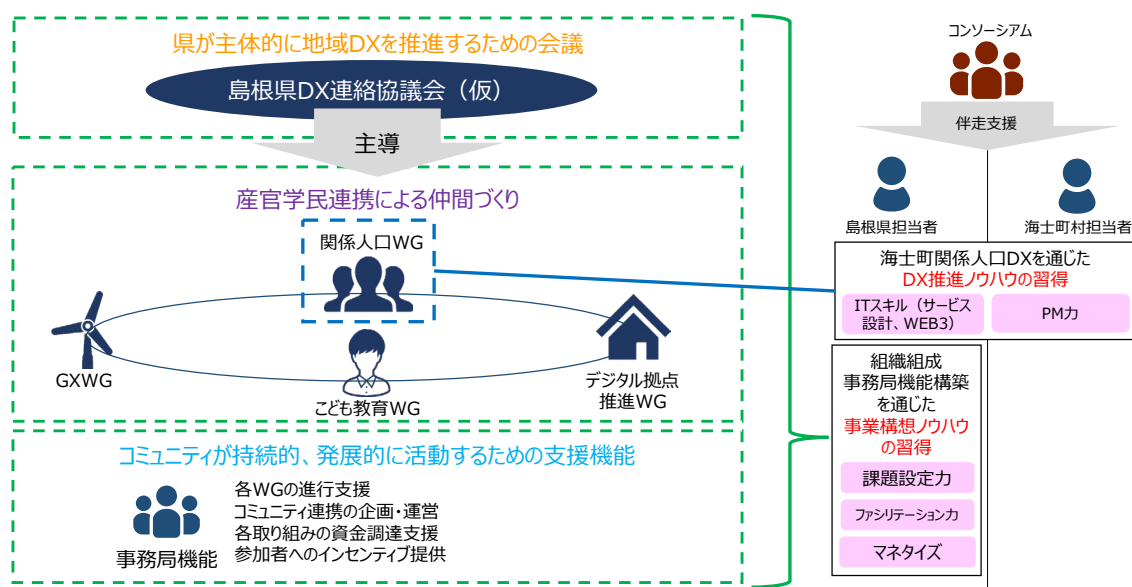 県が主体的に地域DXを推進するための会議
島根県DX連絡協議会（仮）
主導
産官学民連携による仲間づくり
関係人口WG
GXWG
こども教育WG
デジタル拠点
推進WG
コミュニティが持続的、発展的に活動するための支援機能
事務局機能
各WGの進行支援
コミュニティ連携の企画・運営
各取り組みの資金調達支援
参加者へのインセンティブ提供
コンソーシアム
伴走支援
島根県担当者
海士町村担当者
海士町関係人口DXを通じた
DX推進ノウハウの習得
ITスキル（サービス
設計、WEB3）
PM力
組織組成
事務局機能構築
を通じた
事業構想ノウハウ
の習得
課題設定力
ファシリテーション力
マネタイズ